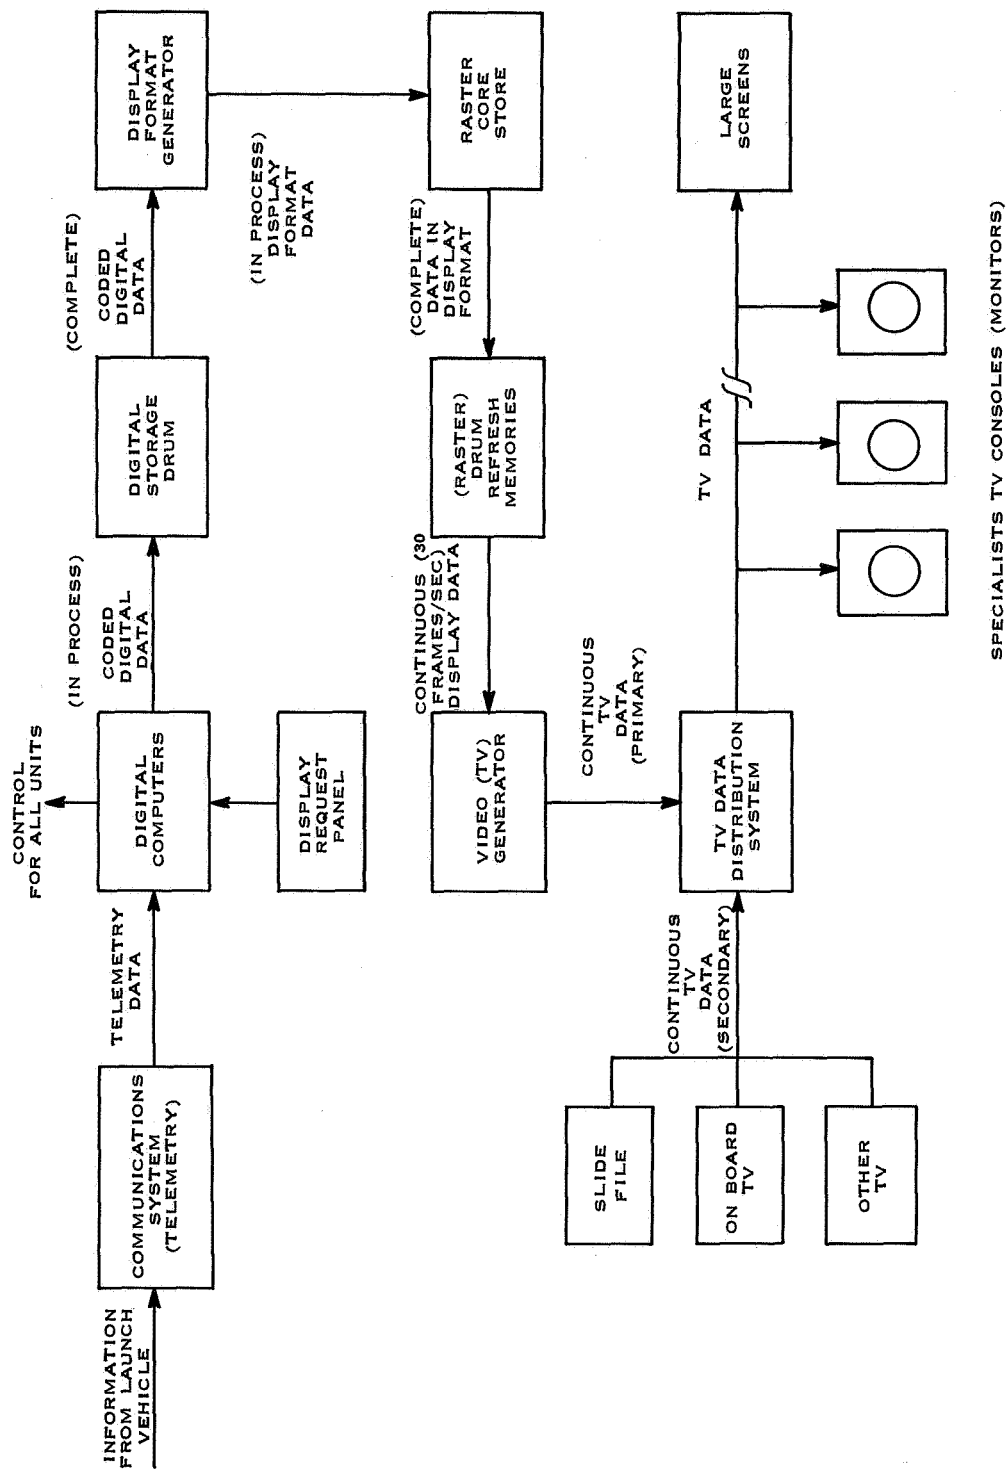 INFORMATION
FROM LAUNCH
VEHICLE
COMMUNICATIONS
SYSTEM
(TELEMETRY)
TELEMETRY
DATA
CONTROL
FOR ALL UNITS
DIGITAL
COMPUTERS
DISPLAY
REQUEST
PANEL
(IN PROCESS)
CODED
DIGITAL
DATA
DIGITAL
STORAGE
DRUM
(COMPLETE)
CODED
DIGITAL
DATA
DISPLAY
FORMAT
GENERATOR
(IN PROCESS)
DISPLAY
FORMAT
DATA
RASTER
CORE
STORE
(COMPLETE)
DATA IN
DISPLAY
FORMAT
(RASTER)
DRUM
REFRESH
MEMORIES
CONTINUOUS (30
FRAMES/SEC)
DISPLAY DATA
VIDEO (TV)
GENERATOR
CONTINUOUS
TV
DATA
(PRIMARY)
SLIDE
FILE
ON BOARD
TV
OTHER
TV
CONTINUOUS
TV
DATA
(SECONDARY)
TV DATA
DISTRIBUTION
SYSTEM
TV DATA
LARGE
SCREENS
SPECIALISTS TV CONSOLES (MONITORS)